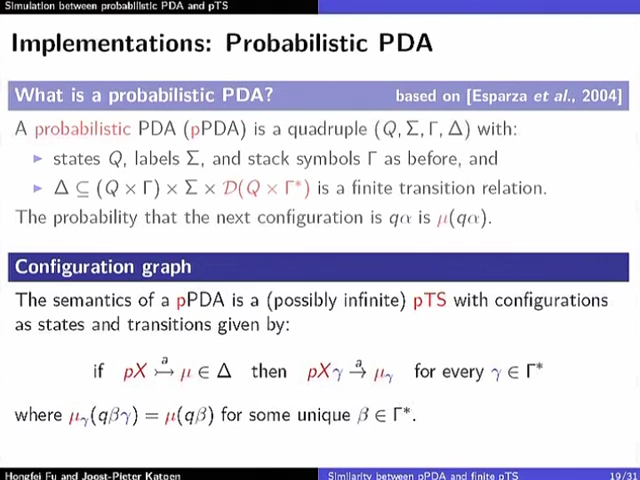 Simulation between probabilistic PDA and pTS
Implementations: Probabilistic PDA
What is a probabilistic PDA? based on [Esparza et al., 2004]
A probabilistic PDA (pPDA) is a quadruple (Q, Σ, Γ, Δ) with:
▶ states Q, labels Σ, and stack symbols Γ as before, and
▶ Δ ⊆ (Q × Γ) × Σ × 𝒟(Q × Γ*) is a finite transition relation.
The probability that the next configuration is qα is μ(qα).
Configuration graph
The semantics of a pPDA is a (possibly infinite) pTS with configurations
as states and transitions given by:
if pX ↣ᵃ μ ∈ Δ then pXγ →ᵃ μ_γ for every γ ∈ Γ*
where μ_γ(qβγ) = μ(qβ) for some unique β ∈ Γ*.
Hongfei Fu and Joost-Pieter Katoen Similarity between pPDA and finite pTS 19/31